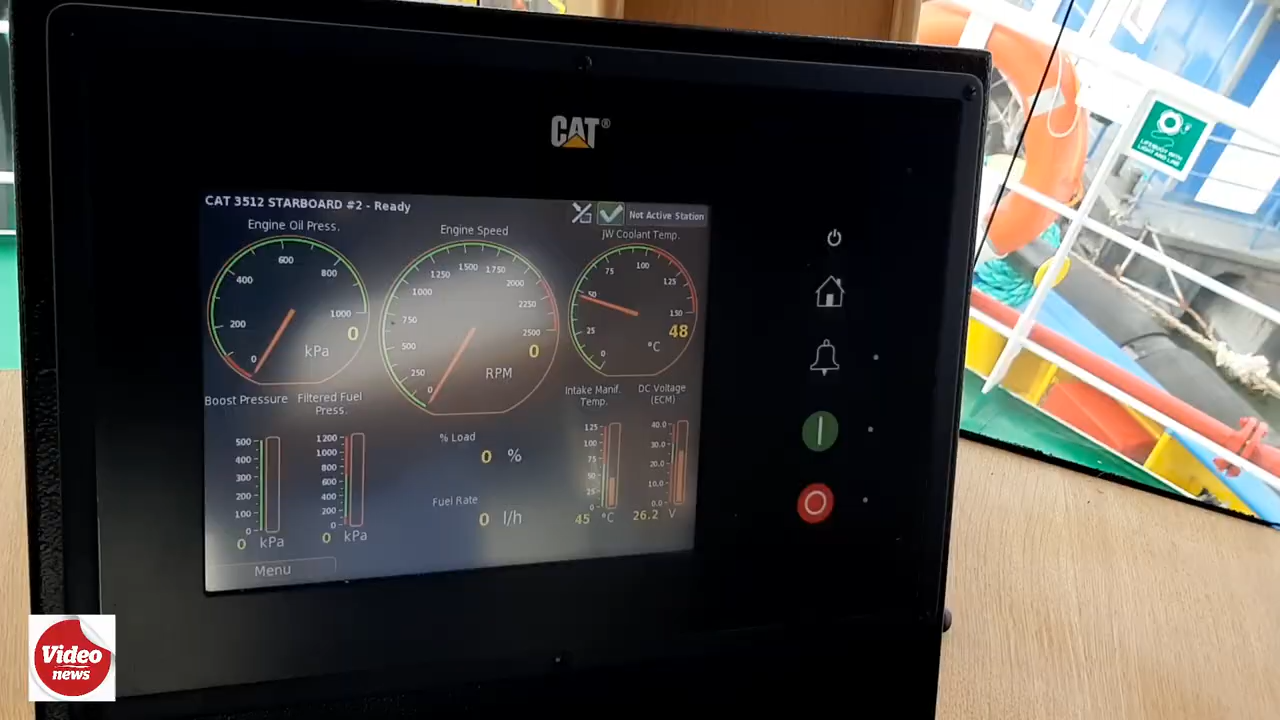 CAT®
CAT 3512 STARBOARD #2 - Ready
Not Active Station
Engine Oil Press.
0 200 400 600 800 1000
0
kPa
Engine Speed
0 250 500 750 1000 1250 1500 1750 2000 2250 2500
0
RPM
JW Coolant Temp.
0 25 50 75 100 125 150
48
°C
Boost Pressure
500
400
300
200
100
0
0 kPa
Filtered Fuel
Press.
1200
1000
800
600
400
200
0
0 kPa
% Load
0 %
Fuel Rate
0 l/h
Intake Manif.
Temp.
125
100
75
50
25
0
45 °C
DC Voltage
(ECM)
40.0
30.0
20.0
10.0
0.0
26.2 V
Menu
LIFEBUOY WITH
LIGHT AND LINE
Video
news